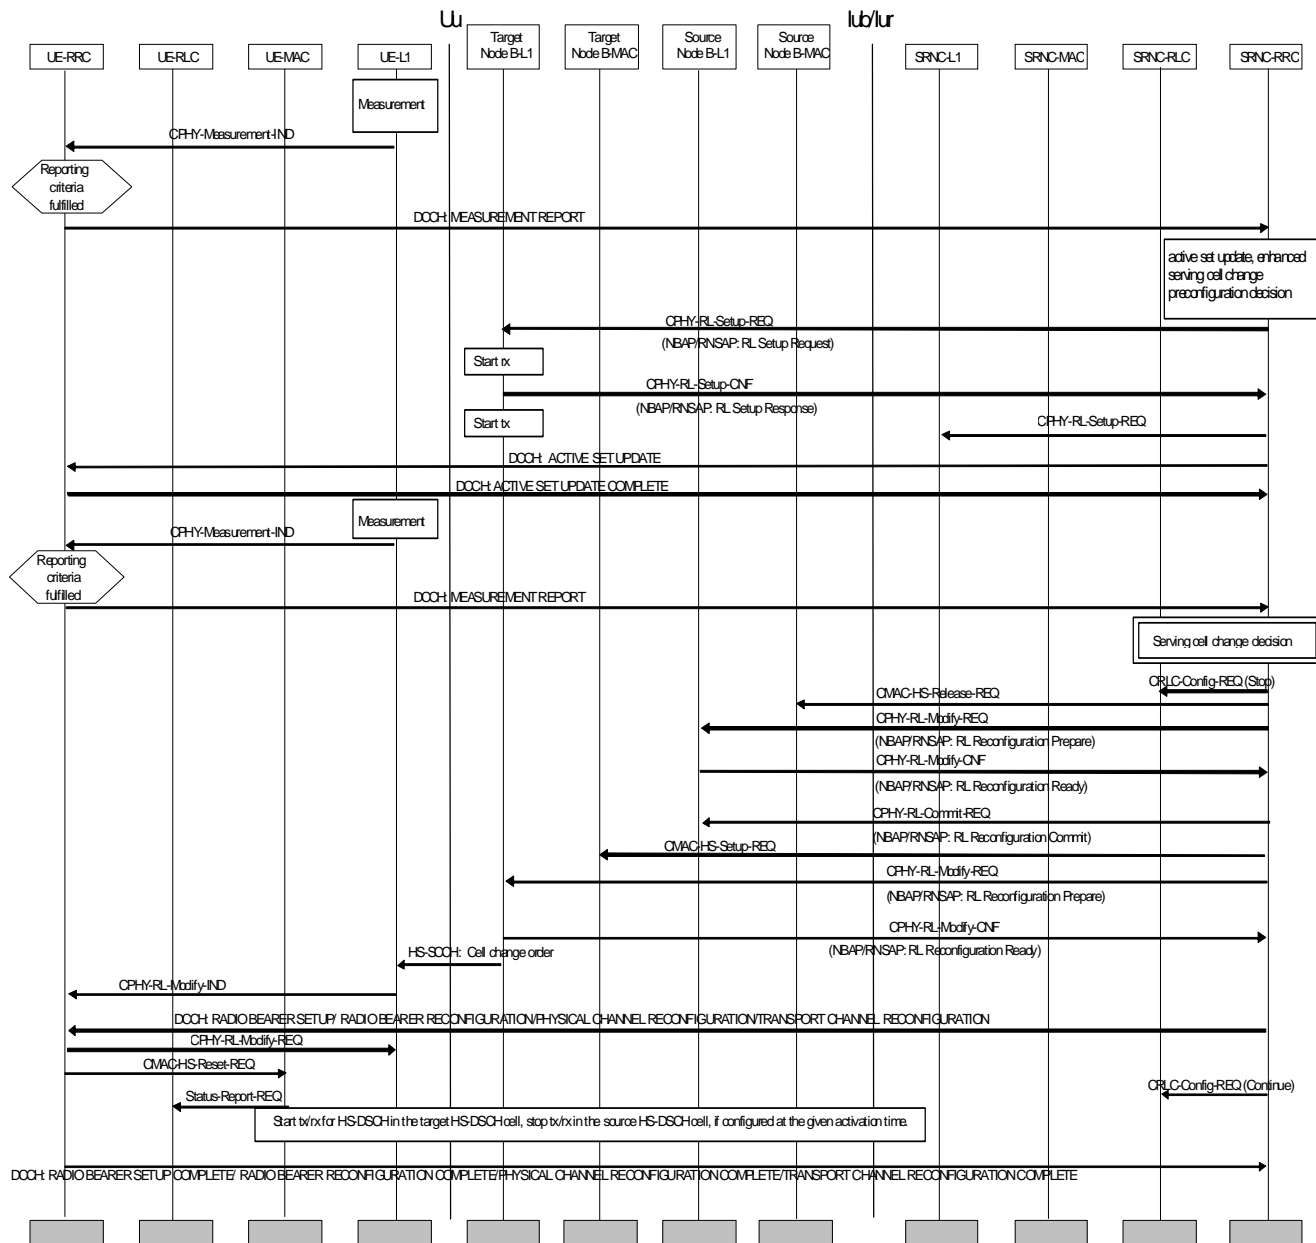 Uu
Iub/Iur
UE-RRC
UE-RLC
UE-MAC
UE-L1
Target
Node B-L1
Target
Node B-MAC
Source
Node B-L1
Source
Node B-MAC
SRNC-L1
SRNC-MAC
SRNC-RLC
SRNC-RRC
Measurement
CPHY-Measurement-IND
Reporting
criteria
fulfilled
DCCH: MEASUREMENT REPORT
active set update, enhanced
serving cell change
preconfiguration decision
CPHY-RL-Setup-REQ
(NBAP/RNSAP: RL Setup Request)
Start rx
CPHY-RL-Setup-CNF
(NBAP/RNSAP: RL Setup Response)
Start tx
CPHY-RL-Setup-REQ
DCCH: ACTIVE SET UPDATE
DCCH: ACTIVE SET UPDATE COMPLETE
Measurement
CPHY-Measurement-IND
Reporting
criteria
fulfilled
DCCH: MEASUREMENT REPORT
Serving cell change decision
CRLC-Config-REQ (Stop)
CMAC-HS-Release-REQ
CPHY-RL-Modify-REQ
(NBAP/RNSAP: RL Reconfiguration Prepare)
CPHY-RL-Modify-CNF
(NBAP/RNSAP: RL Reconfiguration Ready)
CPHY-RL-Commit-REQ
(NBAP/RNSAP: RL Reconfiguration Commit)
CMAC-HS-Setup-REQ
CPHY-RL-Modify-REQ
(NBAP/RNSAP: RL Reconfiguration Prepare)
CPHY-RL-Modify-CNF
(NBAP/RNSAP: RL Reconfiguration Ready)
HS-SCCH: Cell change order
CPHY-RL-Modify-IND
DCCH: RADIO BEARER SETUP/ RADIO BEARER RECONFIGURATION/PHYSICAL CHANNEL RECONFIGURATION/TRANSPORT CHANNEL RECONFIGURATION
CPHY-RL-Modify-REQ
CMAC-HS-Reset-REQ
CRLC-Config-REQ (Continue)
Status-Report-REQ
Start tx/rx for HS-DSCH in the target HS-DSCH cell, stop tx/rx in the source HS-DSCH cell, if configured at the given activation time.
DCCH: RADIO BEARER SETUP COMPLETE/ RADIO BEARER RECONFIGURATION COMPLETE/PHYSICAL CHANNEL RECONFIGURATION COMPLETE/TRANSPORT CHANNEL RECONFIGURATION COMPLETE